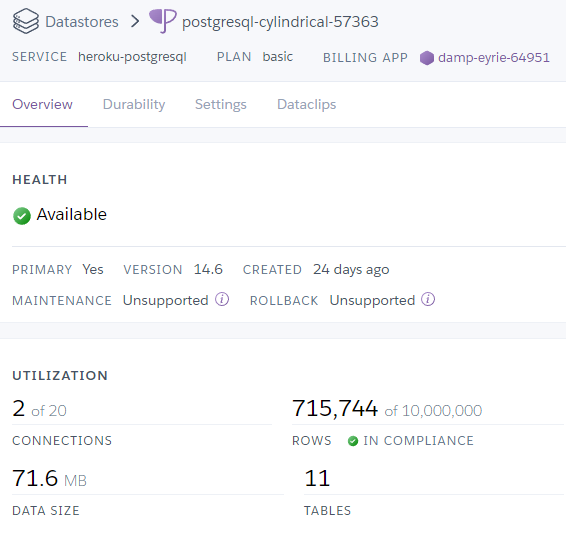 Datastores > postgresql-cylindrical-57363
SERVICE heroku-postgresql PLAN basic BILLING APP damp-eyrie-64951
Overview Durability Settings Dataclips
HEALTH
Available
PRIMARY Yes VERSION 14.6 CREATED 24 days ago
MAINTENANCE Unsupported ROLLBACK Unsupported
UTILIZATION
2 of 20 715,744 of 10,000,000
CONNECTIONS ROWS IN COMPLIANCE
71.6 MB 11
DATA SIZE TABLES